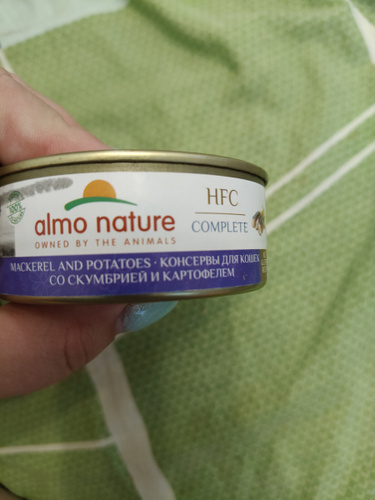 almo nature
OWNED BY THE ANIMALS
HFC
COMPLETE
MACKEREL AND POTATOES · КОНСЕРВЫ ДЛЯ КОШЕК
СО СКУМБРИЕЙ И КАРТОФЕЛЕМ